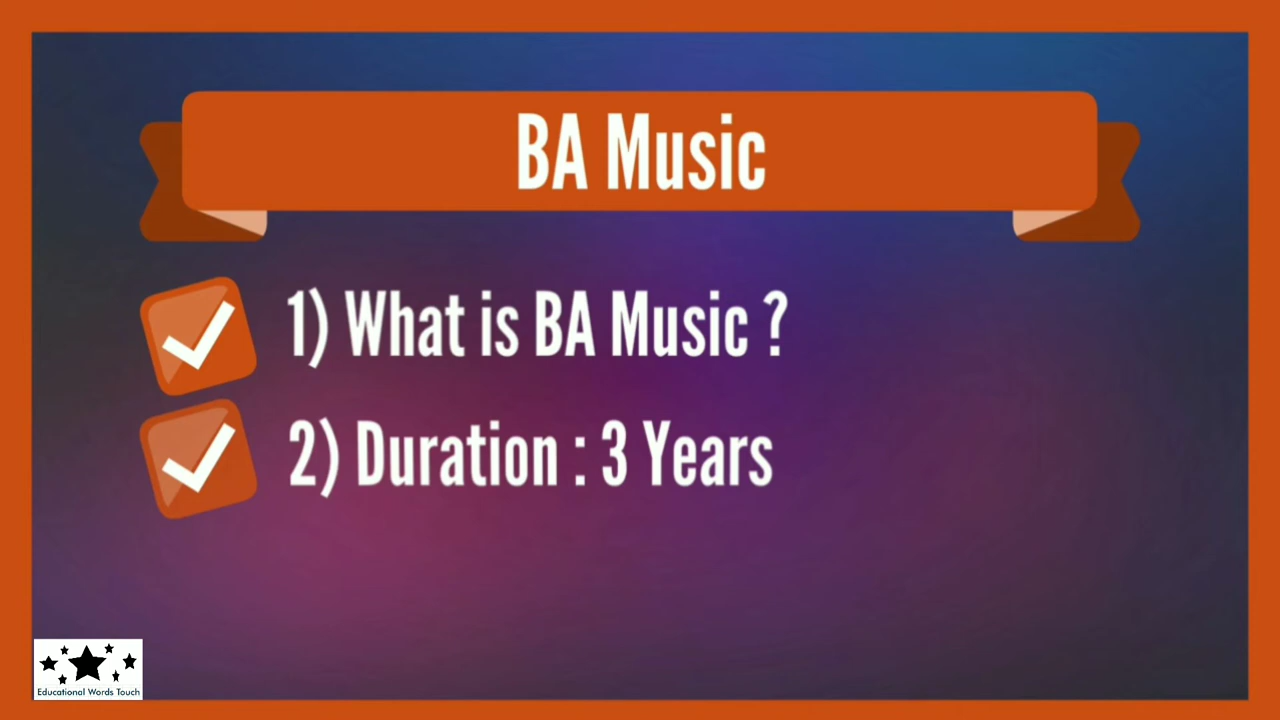 BA Music
1) What is BA Music ?
2) Duration : 3 Years
Educational Words Touch